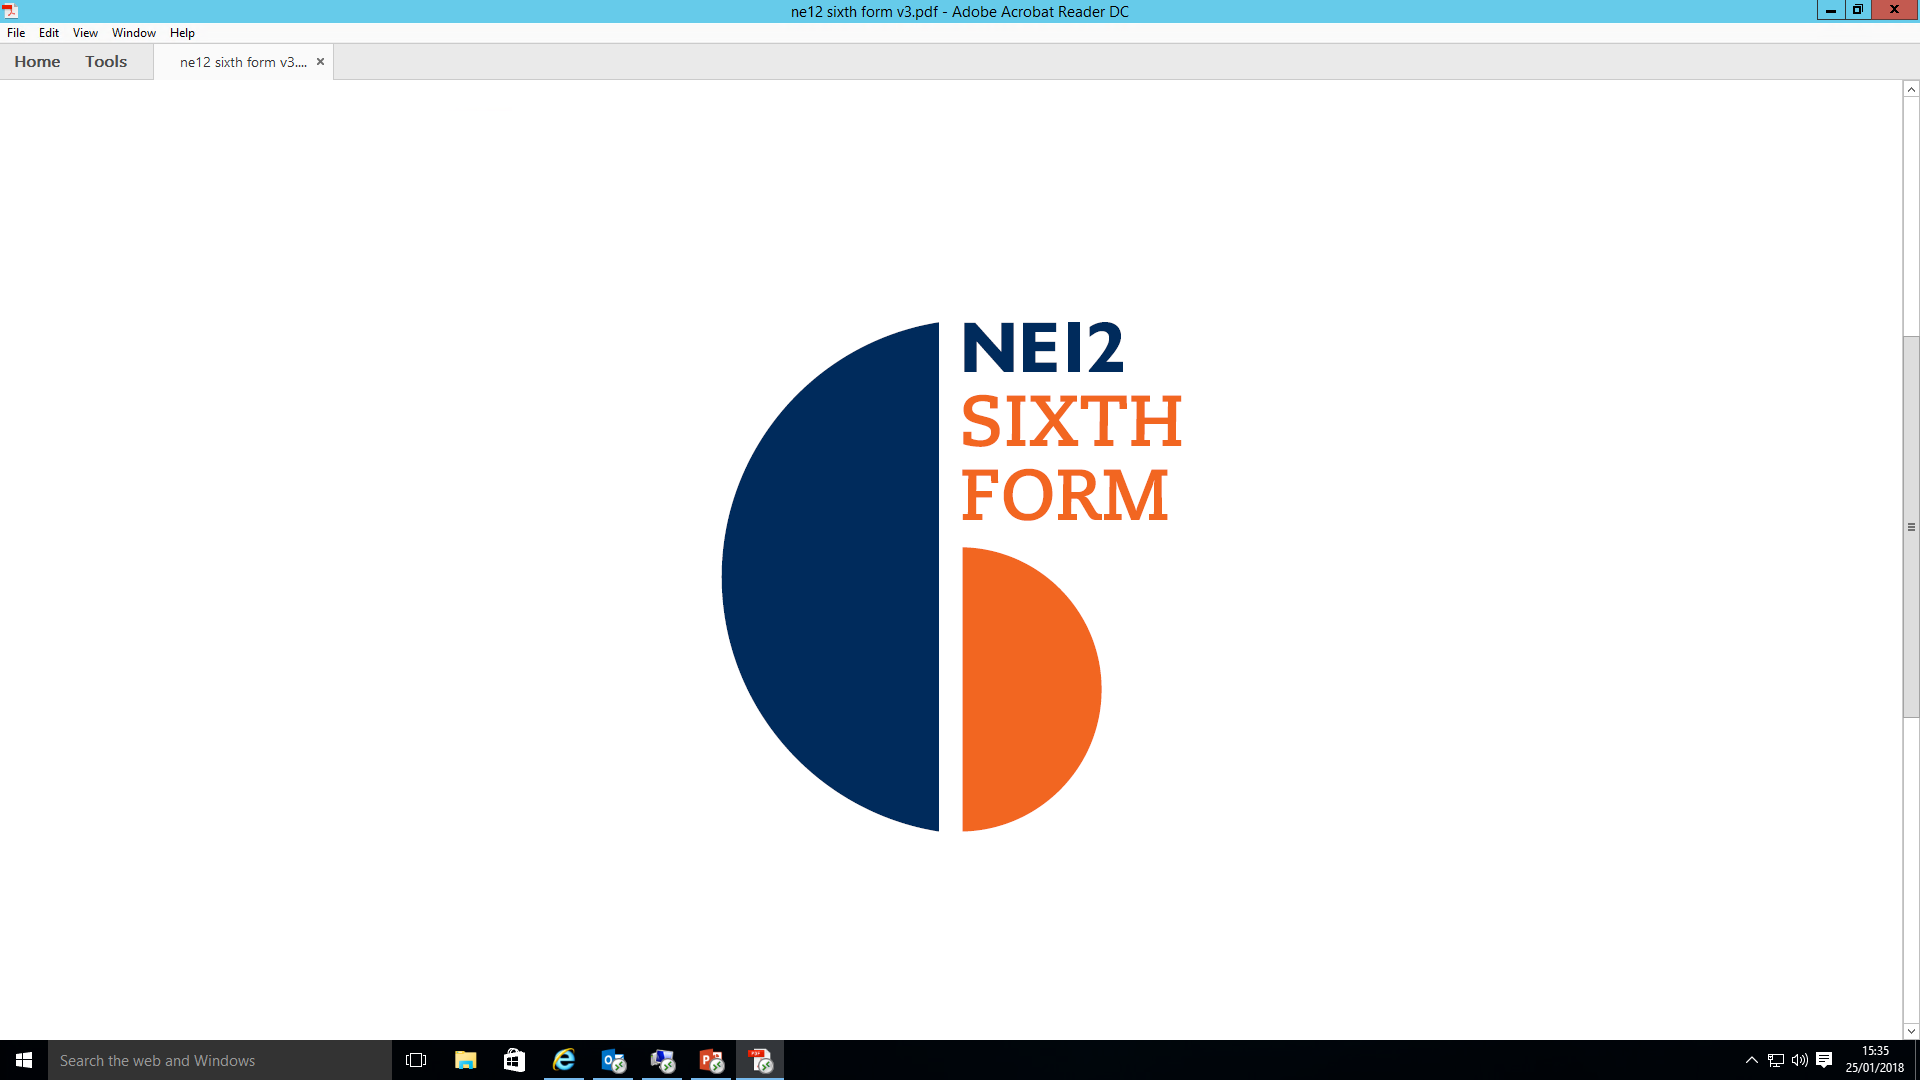 ne12 sixth form v3.pdf - Adobe Acrobat Reader DC
File Edit View Window Help
Home Tools ne12 sixth form v3....
NE12
SIXTH
FORM
Search the web and Windows
15:35
25/01/2018